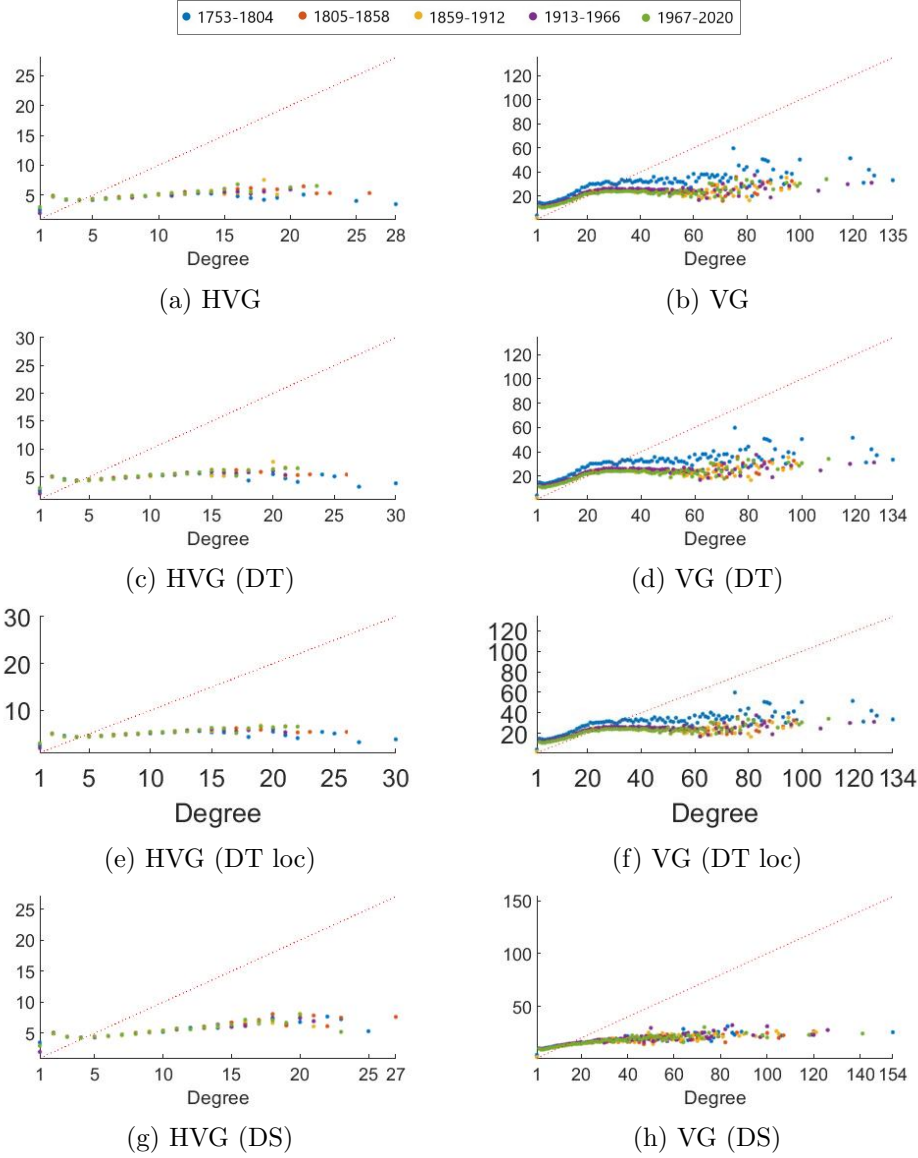 1753-1804 1805-1858 1859-1912 1913-1966 1967-2020
25 20 15 10 5
1 5 10 15 20 25 28
Degree
(a) HVG
120 100 80 60 40 20
1 20 40 60 80 100 120 135
Degree
(b) VG
30 25 20 15 10 5
1 5 10 15 20 25 30
Degree
(c) HVG (DT)
120 100 80 60 40 20
1 20 40 60 80 100 120 134
Degree
(d) VG (DT)
30 20 10
1 5 10 15 20 25 30
Degree
(e) HVG (DT loc)
120 100 80 60 40 20
1 20 40 60 80 100 120 134
Degree
(f) VG (DT loc)
25 20 15 10 5
1 5 10 15 20 25 27
Degree
(g) HVG (DS)
150 100 50
1 20 40 60 80 100 120 140 154
Degree
(h) VG (DS)